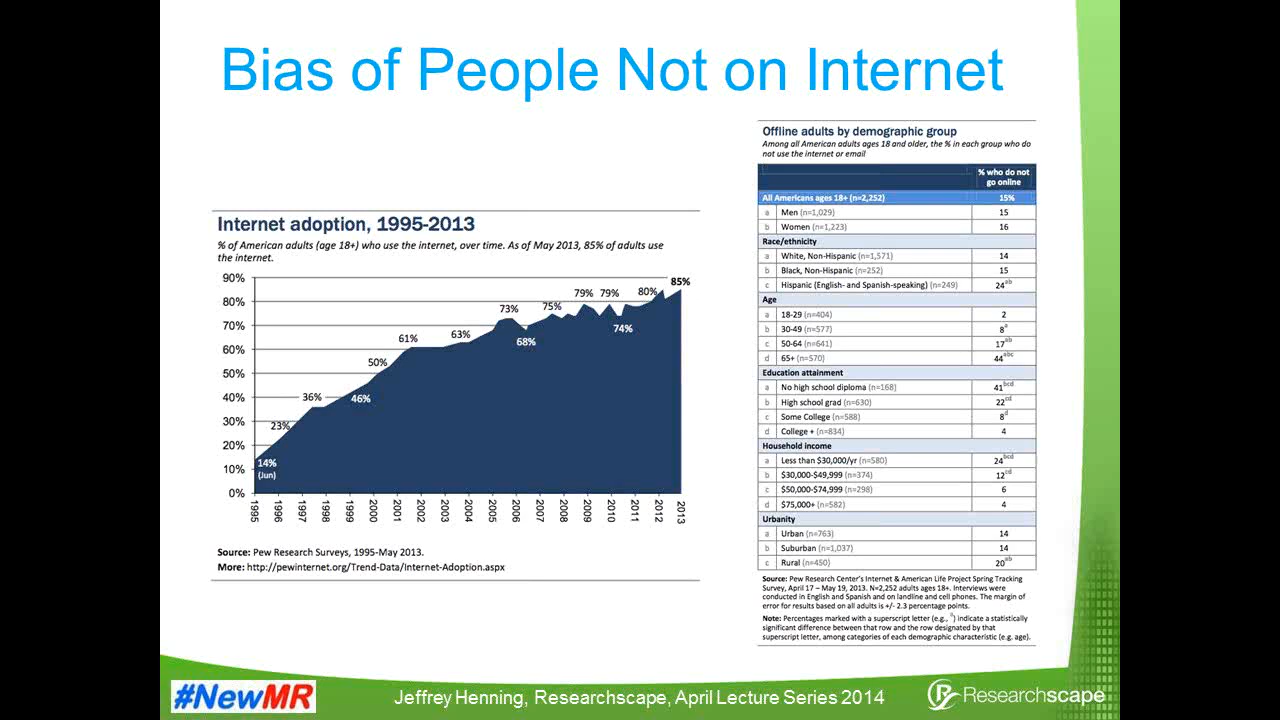 Bias of People Not on Internet
Internet adoption, 1995-2013
% of American adults (age 18+) who use the internet, over time. As of May 2013, 85% of adults use
the internet.
90%
80%
70%
60%
50%
40%
30%
20%
10%
0%
14%
(Jun)
23%
36%
46%
50%
61%
63%
73%
68%
75%
79%
79%
74%
80%
85%
1995
1996
1997
1998
1999
2000
2001
2002
2003
2004
2005
2006
2007
2008
2009
2010
2011
2012
2013
Source: Pew Research Surveys, 1995-May 2013.
More: http://pewinternet.org/Trend-Data/Internet-Adoption.aspx
Offline adults by demographic group
Among all American adults ages 18 and older, the % in each group who do
not use the internet or email
% who do not
go online
All Americans ages 18+ (n=2,252) 15%
a Men (n=1,029) 15
b Women (n=1,223) 16
Race/ethnicity
a White, Non-Hispanic (n=1,571) 14
b Black, Non-Hispanic (n=252) 15
c Hispanic (English- and Spanish-speaking) (n=249) 24ab
Age
a 18-29 (n=404) 2
b 30-49 (n=577) 8a
c 50-64 (n=641) 17ab
d 65+ (n=570) 44abc
Education attainment
a No high school diploma (n=168) 41bcd
b High school grad (n=630) 22cd
c Some College (n=588) 8d
d College + (n=834) 4
Household income
a Less than $30,000/yr (n=580) 24bcd
b $30,000-$49,999 (n=374) 12cd
c $50,000-$74,999 (n=298) 6
d $75,000+ (n=582) 4
Urbanity
a Urban (n=763) 14
b Suburban (n=1,037) 14
c Rural (n=450) 20ab
Source: Pew Research Center's Internet & American Life Project Spring Tracking
Survey, April 17 – May 19, 2013. N=2,252 adults ages 18+. Interviews were
conducted in English and Spanish and on landline and cell phones. The margin of
error for results based on all adults is +/- 2.3 percentage points.
Note: Percentages marked with a superscript letter (e.g., a) indicate a statistically
significant difference between that row and the row designated by that
superscript letter, among categories of each demographic characteristic (e.g. age).
#NewMR
Jeffrey Henning, Researchscape, April Lecture Series 2014
Researchscape